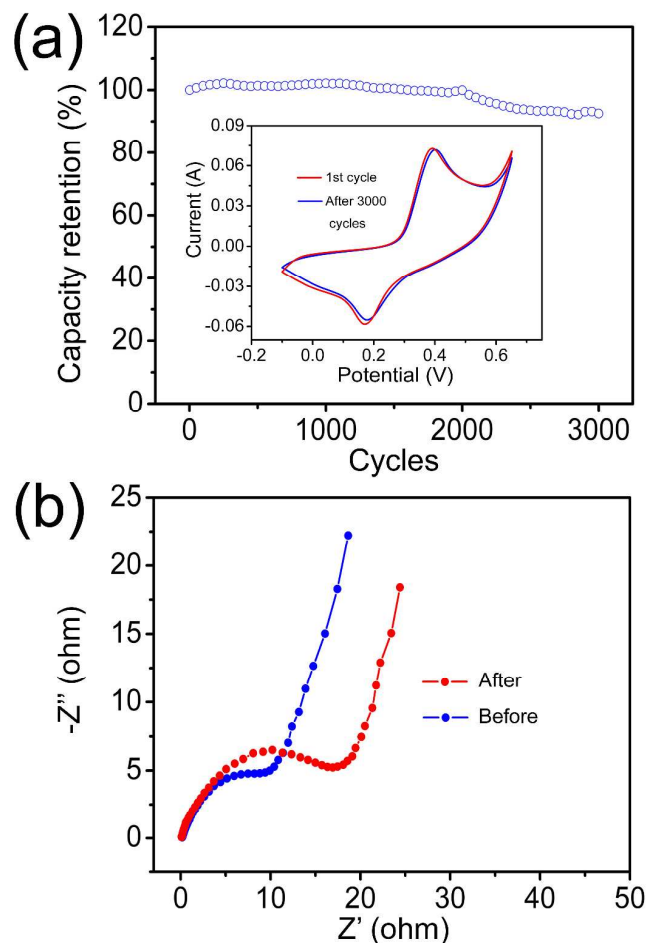 (a)
120
100
80
60
40
20
0
Capacity retention (%)
0.09
0.06
0.03
0.00
-0.03
-0.06
Current (A)
1st cycle
After 3000
cycles
-0.2 0.0 0.2 0.4 0.6
Potential (V)
0 1000 2000 3000
Cycles
(b)
25
20
15
10
5
0
-Z'' (ohm)
After
Before
0 10 20 30 40 50
Z' (ohm)